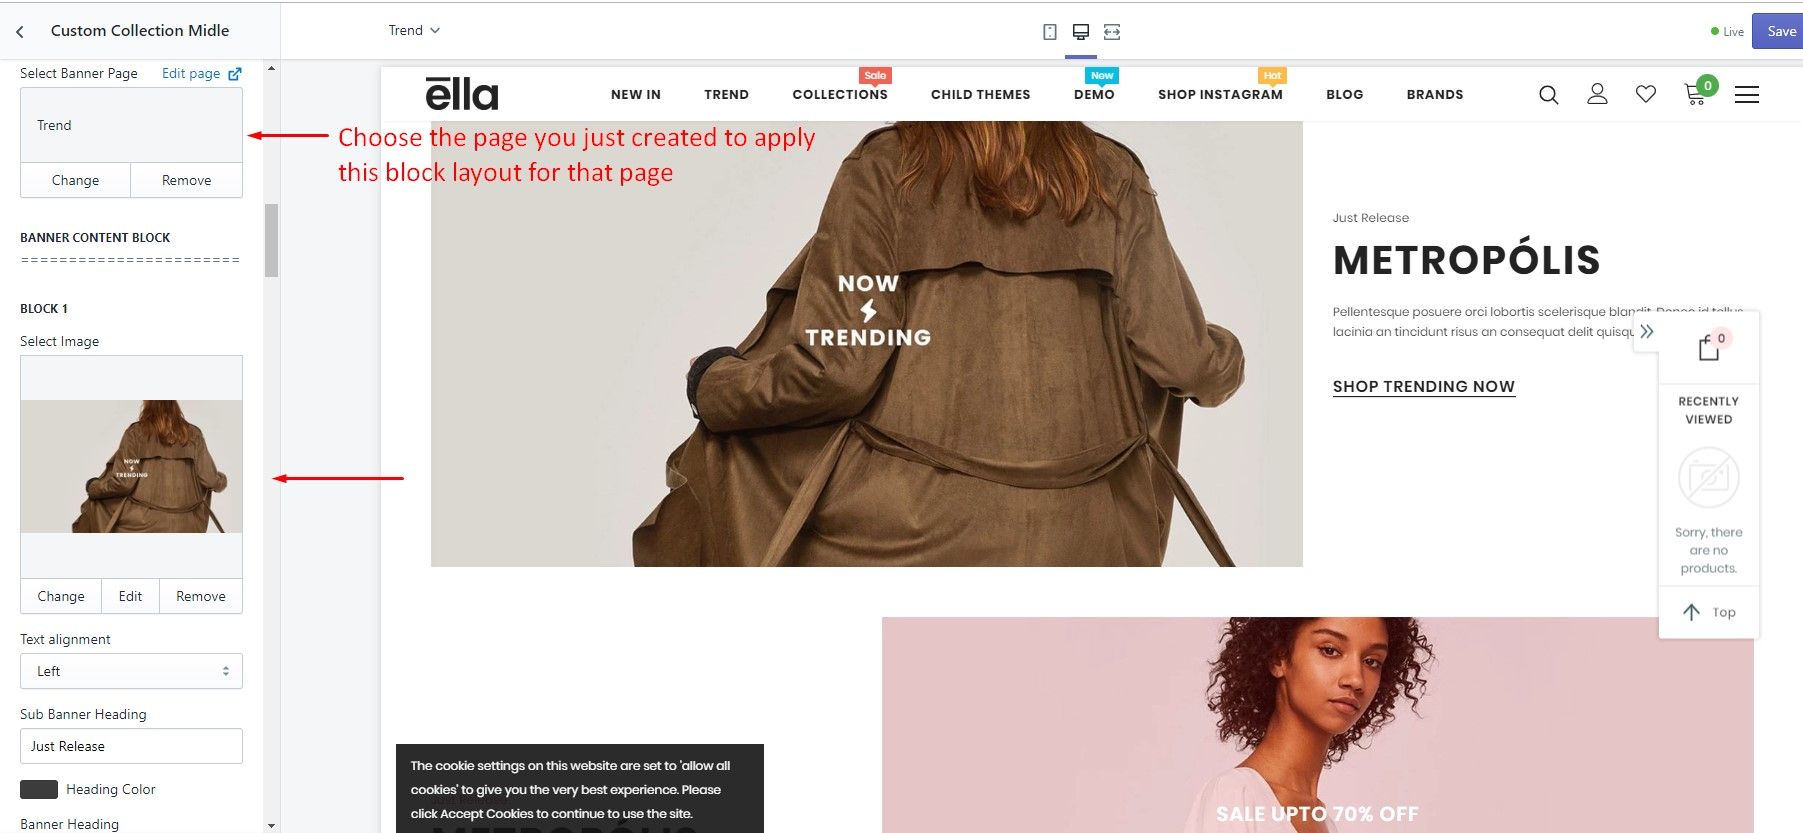 Custom Collection Midle
Trend
Live
Save
Select Banner Page
Edit page
Trend
Change
Remove
BANNER CONTENT BLOCK
========================
BLOCK 1
Select Image
NOW
TRENDING
Change
Edit
Remove
Text alignment
Left
Sub Banner Heading
Just Release
Heading Color
Banner Heading
Choose the page you just created to apply
this block layout for that page
ella
NEW IN
TREND
Sale
COLLECTIONS
CHILD THEMES
New
DEMO
SHOP INSTAGRAM
Hot
BLOG
BRANDS
0
NOW
TRENDING
Just Release
METROPÓLIS
Pellentesque posuere orci lobortis scelerisque blandit. Donec id tellus
lacinia an tincidunt risus an consequat delit
SHOP TRENDING NOW
0
RECENTLY
VIEWED
Sorry, there
are no
products.
Top
SALE UPTO 70% OFF
The cookie settings on this website are set to 'allow all
cookies' to give you the very best experience. Please
click Accept Cookies to continue to use the site.